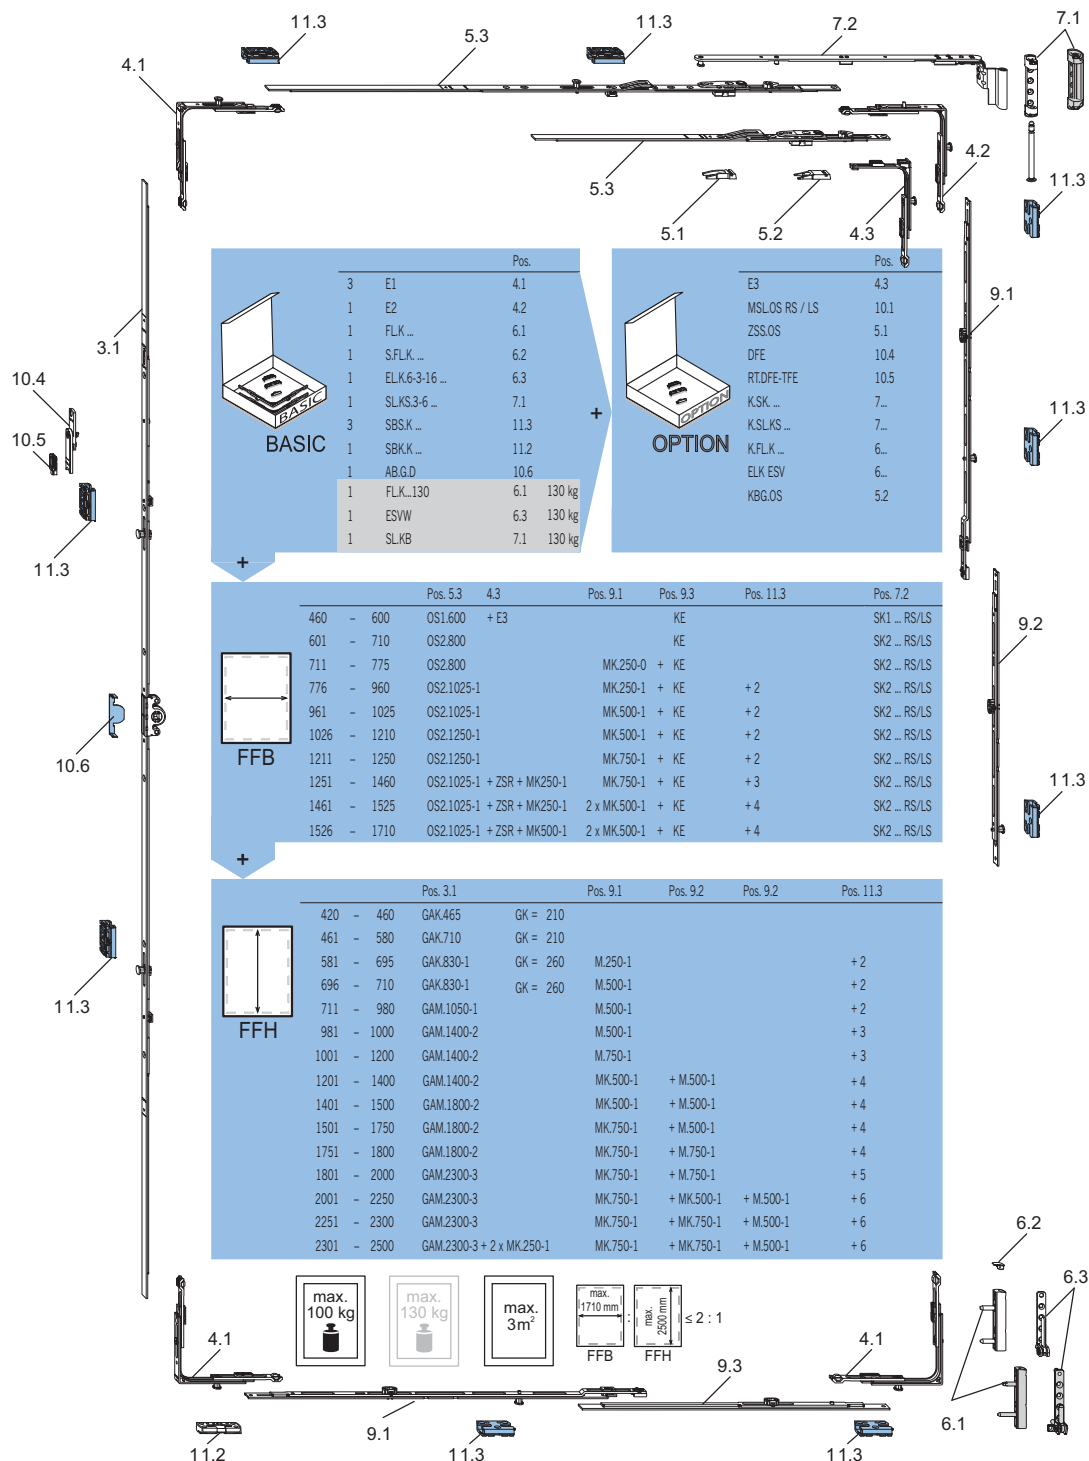 11.3
5.3
11.3
7.2
7.1
4.1
5.3
4.2
11.3
5.1
5.2
4.3
9.1
3.1
10.4
10.5
11.3
11.3
9.2
10.6
11.3
11.3
Pos.
3 E1 4.1
1 E2 4.2
1 FL.K ... 6.1
1 S.FL.K. ... 6.2
1 EL.K.6-3-16 ... 6.3
1 SL.KS.3-6 ... 7.1
3 SBS.K ... 11.3
1 SBK.K ... 11.2
1 AB.G.D 10.6
1 FL.K...130 6.1 130 kg
1 ESVW 6.3 130 kg
1 SL.KB 7.1 130 kg
BASIC
BASIC
+
Pos.
E3 4.3
MSL.OS RS / LS 10.1
ZSS.OS 5.1
DFE 10.4
RT.DFE-TFE 10.5
K.SK. ... 7...
K.SL.KS ... 7...
K.FL.K ... 6...
ELK ESV 6...
KBG.OS 5.2
OPTION
OPTION
+
Pos. 5.3 4.3 Pos. 9.1 Pos. 9.3 Pos. 11.3 Pos. 7.2
460 – 600 OS1.600 + E3 KE SK1 ... RS/LS
601 – 710 OS2.800 KE SK2 ... RS/LS
711 – 775 OS2.800 MK.250-0 + KE SK2 ... RS/LS
776 – 960 OS2.1025-1 MK.250-1 + KE + 2 SK2 ... RS/LS
961 – 1025 OS2.1025-1 MK.500-1 + KE + 2 SK2 ... RS/LS
1026 – 1210 OS2.1250-1 MK.500-1 + KE + 2 SK2 ... RS/LS
1211 – 1250 OS2.1250-1 MK.750-1 + KE + 2 SK2 ... RS/LS
1251 – 1460 OS2.1025-1 + ZSR + MK250-1 MK.750-1 + KE + 3 SK2 ... RS/LS
1461 – 1525 OS2.1025-1 + ZSR + MK250-1 2 x MK.500-1 + KE + 4 SK2 ... RS/LS
1526 – 1710 OS2.1025-1 + ZSR + MK500-1 2 x MK.500-1 + KE + 4 SK2 ... RS/LS
FFB
+
Pos. 3.1 Pos. 9.1 Pos. 9.2 Pos. 9.2 Pos. 11.3
420 – 460 GAK.465 GK = 210
461 – 580 GAK.710 GK = 210
581 – 695 GAK.830-1 GK = 260 M.250-1 + 2
696 – 710 GAK.830-1 GK = 260 M.500-1 + 2
711 – 980 GAM.1050-1 M.500-1 + 2
981 – 1000 GAM.1400-2 M.500-1 + 3
1001 – 1200 GAM.1400-2 M.750-1 + 3
1201 – 1400 GAM.1400-2 MK.500-1 + M.500-1 + 4
1401 – 1500 GAM.1800-2 MK.500-1 + M.500-1 + 4
1501 – 1750 GAM.1800-2 MK.750-1 + M.500-1 + 4
1751 – 1800 GAM.1800-2 MK.750-1 + M.750-1 + 4
1801 – 2000 GAM.2300-3 MK.750-1 + M.750-1 + 5
2001 – 2250 GAM.2300-3 MK.750-1 + MK.500-1 + M.500-1 + 6
2251 – 2300 GAM.2300-3 MK.750-1 + MK.750-1 + M.500-1 + 6
2301 – 2500 GAM.2300-3 + 2 x MK.250-1 MK.750-1 + MK.750-1 + M.500-1 + 6
FFH
max.
100 kg
max.
130 kg
max.
3m²
max.
1710 mm
FFB
:
max.
2500 mm
FFH
≤ 2 : 1
6.2
6.3
4.1
4.1
9.3
9.1
6.1
11.2
11.3
11.3